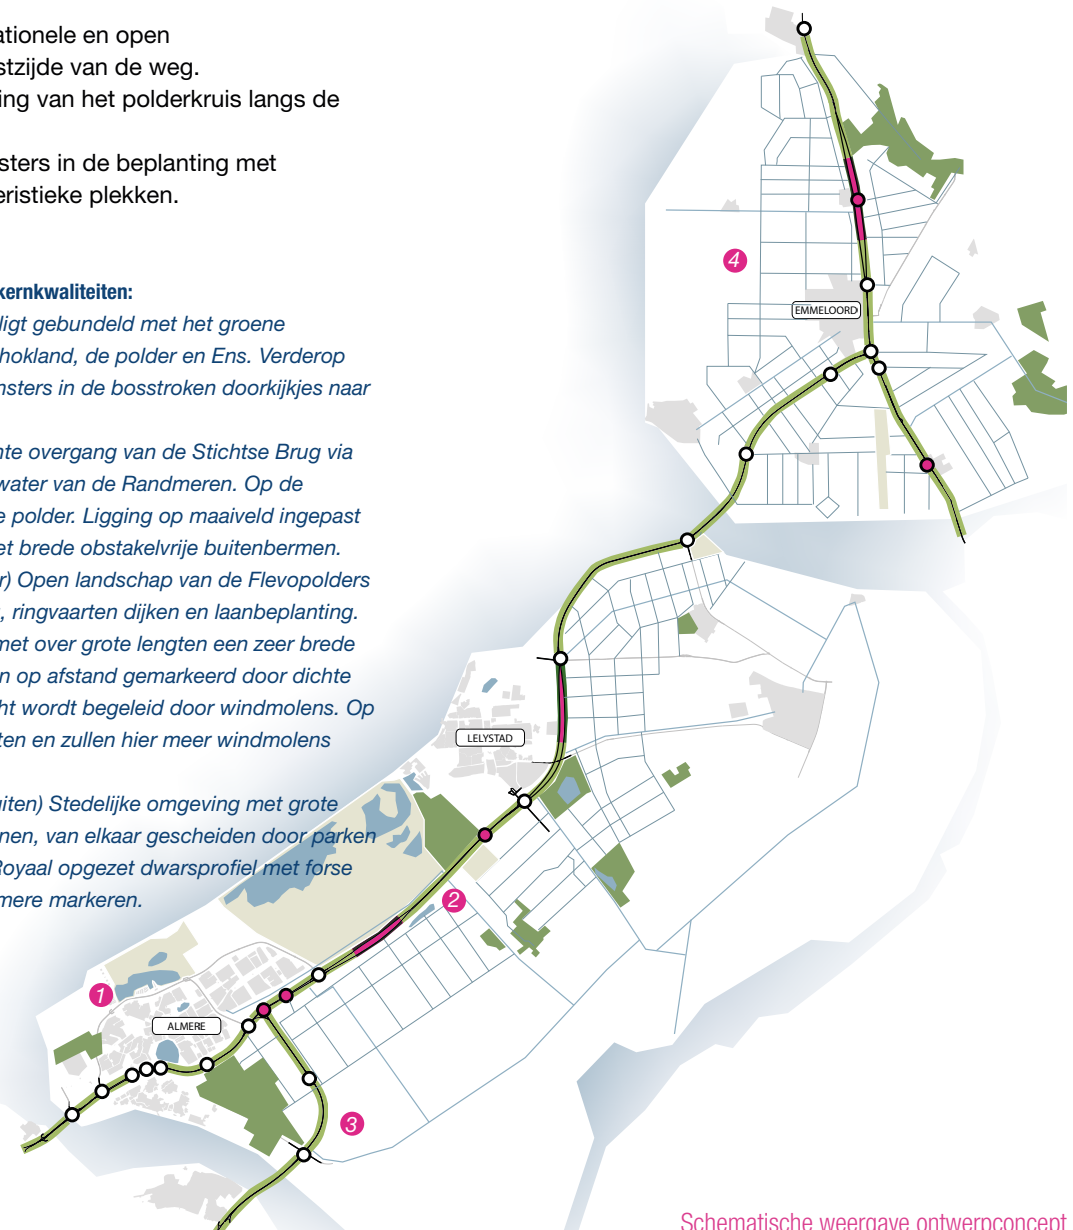 ationele en open
stzijde van de weg.
ing van het polderkruis langs de
sters in de beplanting met
eristieke plekken.
kernkwaliteiten:
ligt gebundeld met het groene
hokland, de polder en Ens. Verderop
nsters in de bosstroken doorkijkjes naar
nte overgang van de Stichtse Brug via
water van de Randmeren. Op de
e polder. Ligging op maaiveld ingepast
et brede obstakelvrije buitenbermen.
r) Open landschap van de Flevopolders
, ringvaarten dijken en laanbeplanting.
met over grote lengten een zeer brede
n op afstand gemarkeerd door dichte
ht wordt begeleid door windmolens. Op
ten en zullen hier meer windmolens
iten) Stedelijke omgeving met grote
nen, van elkaar gescheiden door parken
Royaal opgezet dwarsprofiel met forse
mere markeren.
4
EMMELOORD
LELYSTAD
2
1
ALMERE
3
Schematische weergave ontwerpconcept